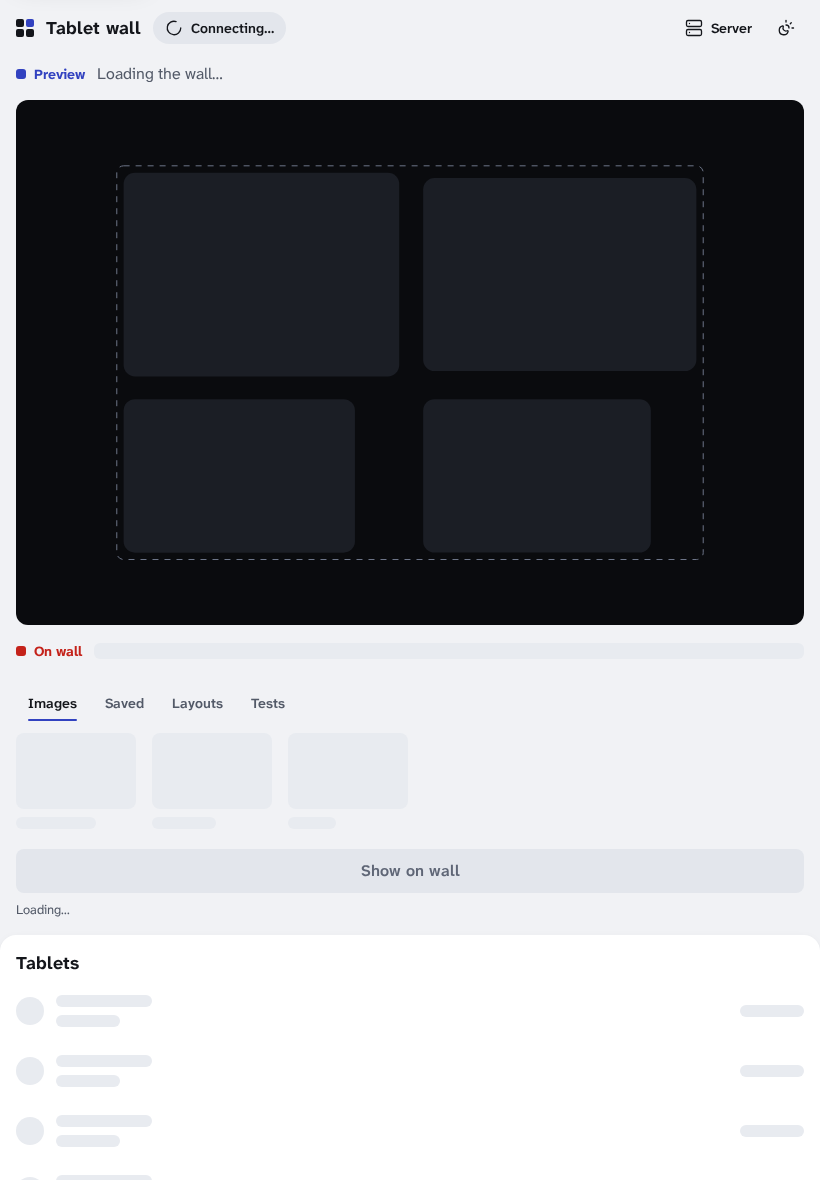 Tablet wall
Connecting...
Server
Preview
Loading the wall...
On wall
Images
Saved
Layouts
Tests
Show on wall
Loading...
Tablets